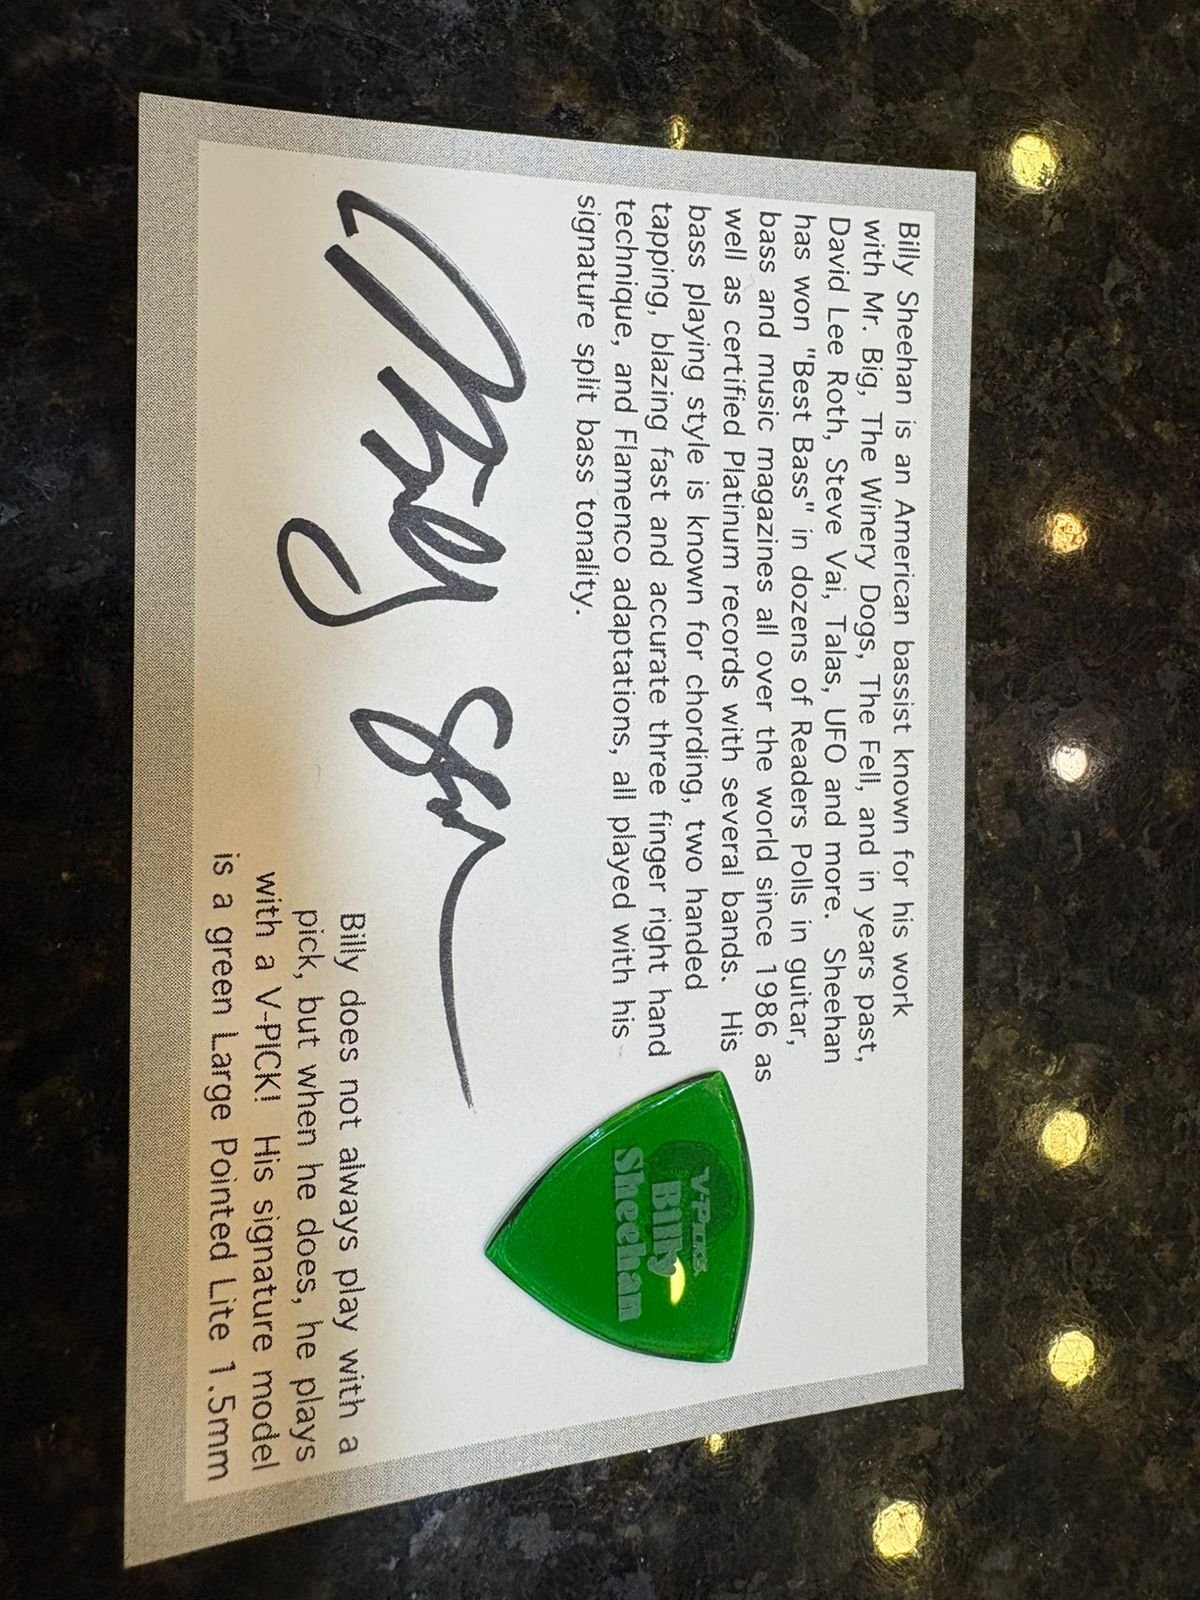 Billy Sheehan is an American bassist known for his work
with Mr. Big, The Winery Dogs, The Fell, and in years past,
David Lee Roth, Steve Vai, Talas, UFO and more. Sheehan
has won "Best Bass" in dozens of Readers Polls in guitar,
bass and music magazines all over the world since 1986 as
well as certified Platinum records with several bands. His
bass playing style is known for chording, two handed
tapping, blazing fast and accurate three finger right hand
technique, and Flamenco adaptations, all played with his
signature split bass tonality.
V-PICKS
Billy
Sheehan
Billy does not always play with a
pick, but when he does, he plays
with a V-PICK! His signature model
is a green Large Pointed Lite 1.5mm